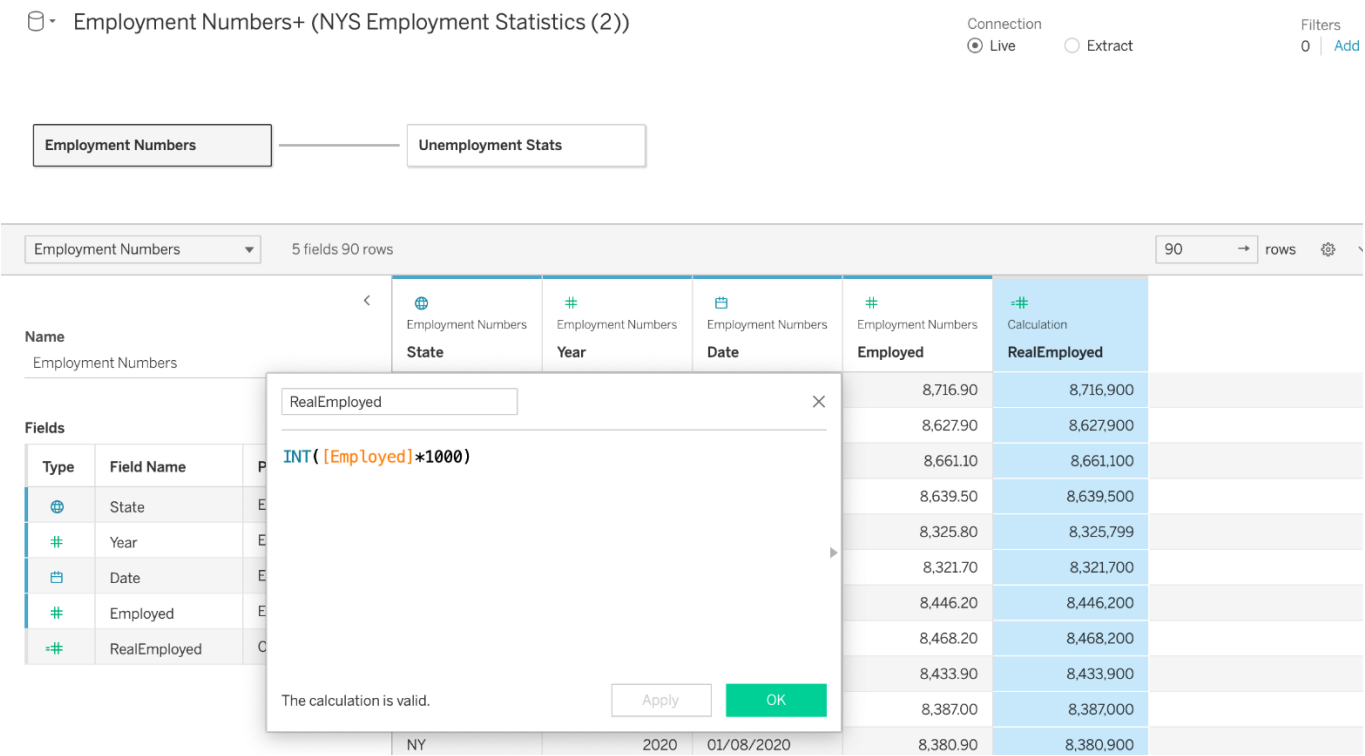 Employment Numbers+ (NYS Employment Statistics (2))
Connection
Live Extract
Filters
0 Add
Employment Numbers
Unemployment Stats
Employment Numbers
5 fields 90 rows
90 → rows
Name
Employment Numbers
Fields
Type Field Name P
State E
Year E
Date E
Employed E
RealEmployed C
Employment Numbers Employment Numbers Employment Numbers Employment Numbers Calculation
State Year Date Employed RealEmployed
RealEmployed
INT([Employed]*1000)
The calculation is valid.
Apply OK
8,716.90 8,716,900
8,627.90 8,627,900
8,661.10 8,661,100
8,639.50 8,639,500
8,325.80 8,325,799
8,321.70 8,321,700
8,446.20 8,446,200
8,468.20 8,468,200
8,433.90 8,433,900
8,387.00 8,387,000
NY 2020 01/08/2020 8,380.90 8,380,900